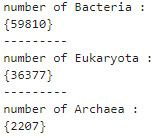 number of Bacteria :
{59810}
---------
number of Eukaryota :
{36377}
---------
number of Archaea :
{2207}